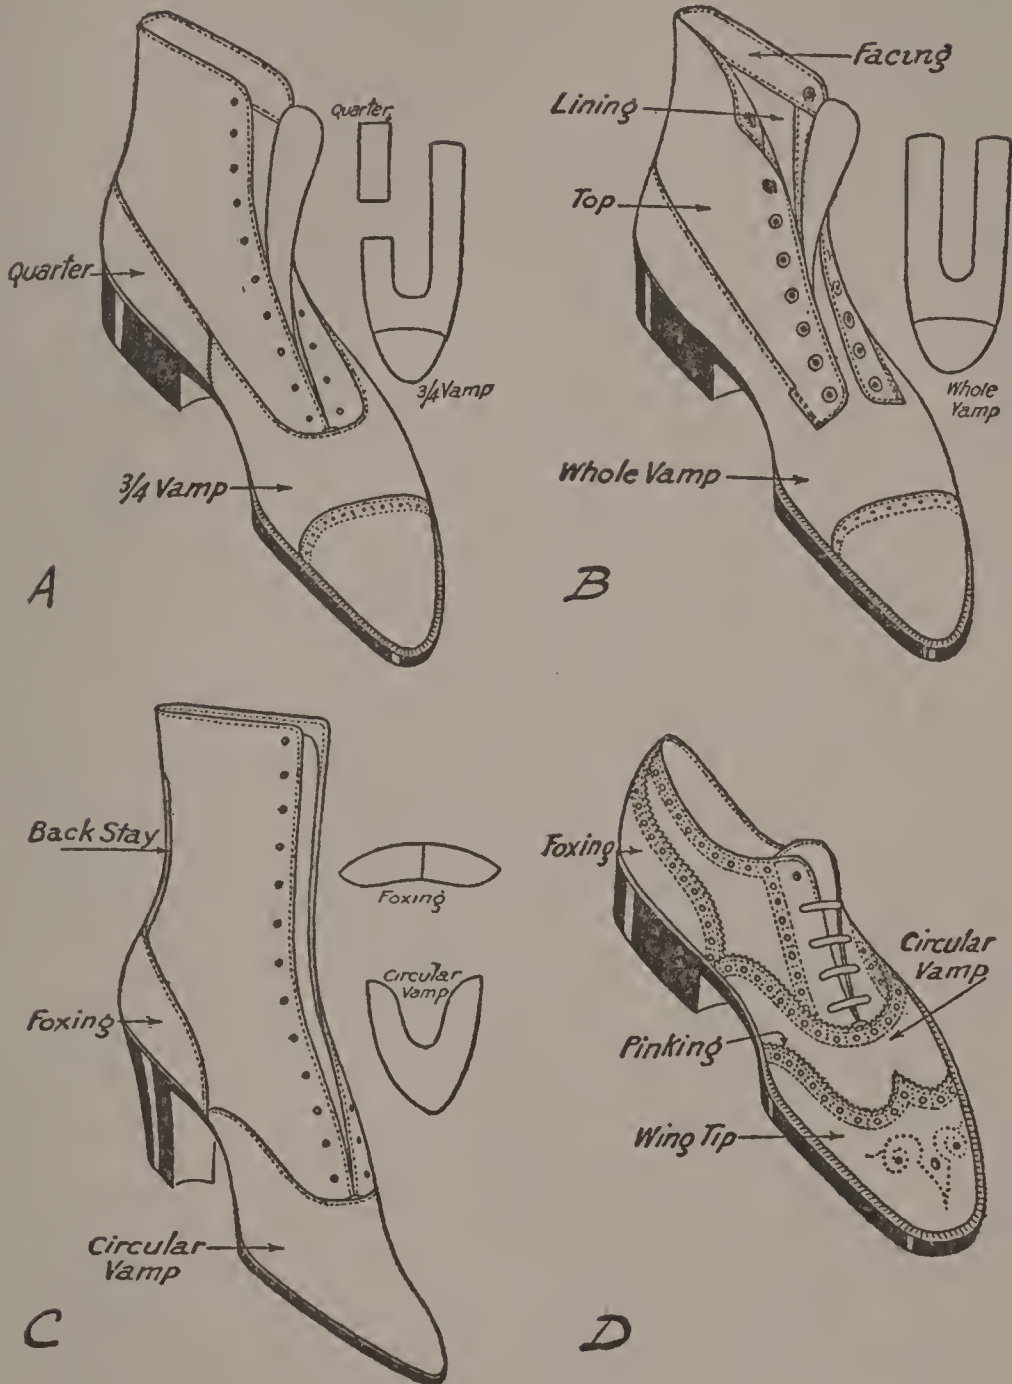 Quarter
Quarter
3/4 Vamp
3/4 Vamp
A
Facing
Lining
Top
Whole
Vamp
Whole Vamp
B
Back Stay
Foxing
Circular
Vamp
Foxing
Circular
Vamp
C
Foxing
Circular
Vamp
Pinking
Wing Tip
D